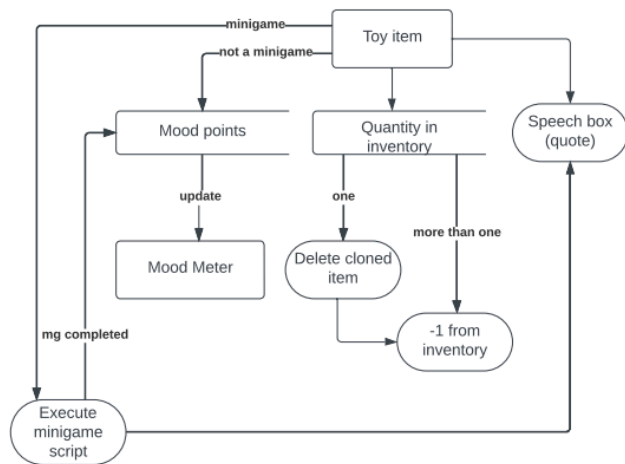 minigame
Toy item
not a minigame
Mood points
Quantity in
inventory
Speech box
(quote)
update
one
more than one
Mood Meter
Delete cloned
item
mg completed
-1 from
inventory
Execute
minigame
script